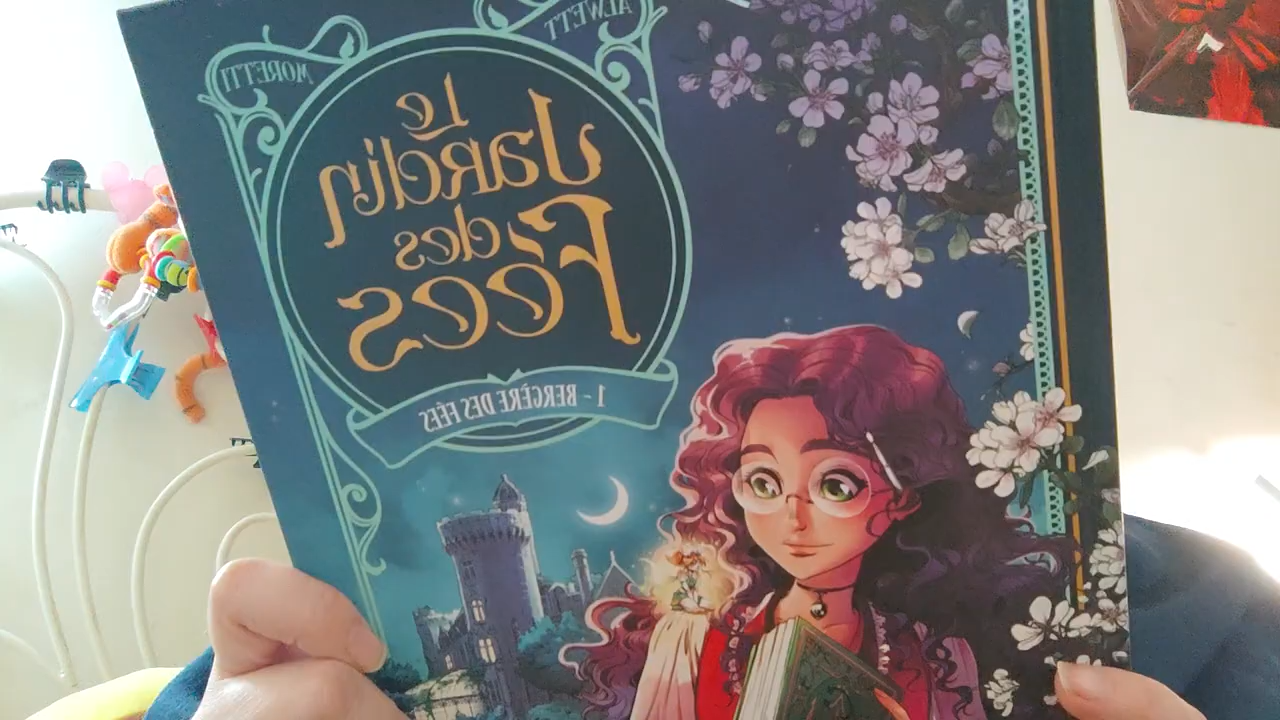 MORETTI
ALWETT
Le
Jardin
des
Fées
1 - BERGÈRE DES FÉES